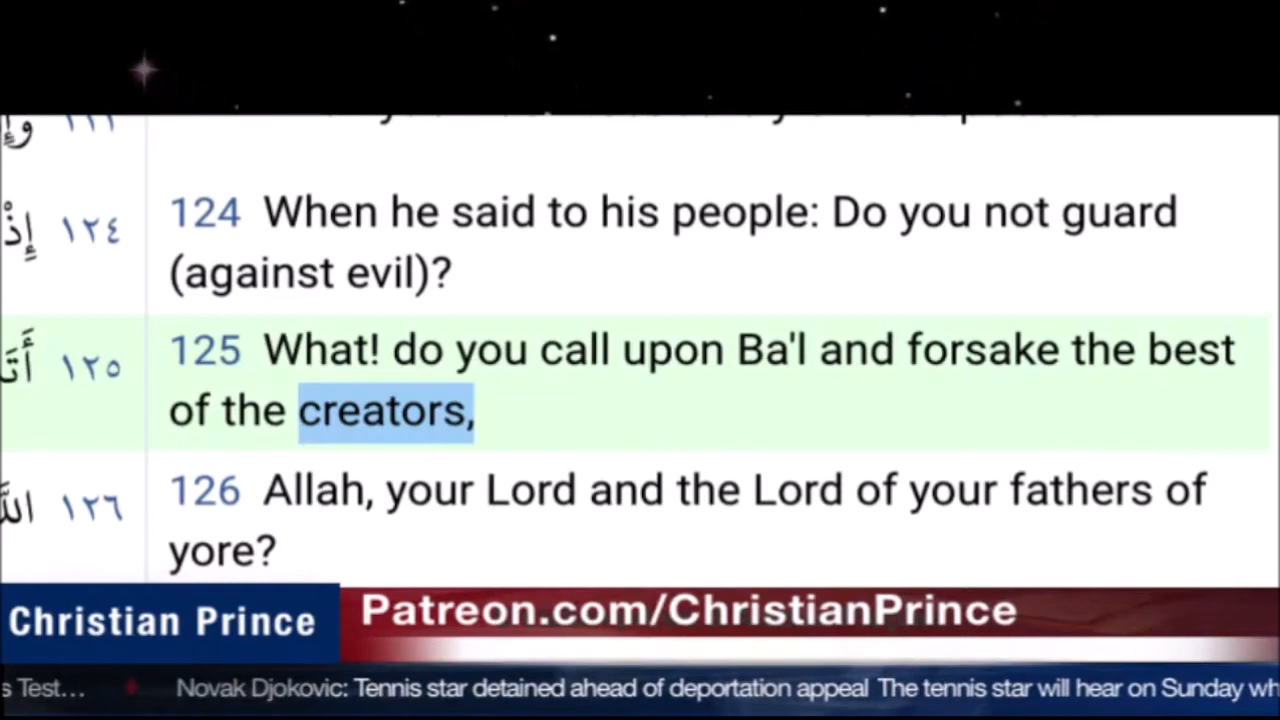 ١٢٤ إِذْ
124 When he said to his people: Do you not guard
(against evil)?
١٢٥
125 What! do you call upon Ba'l and forsake the best
of the creators,
١٢٦
126 Allah, your Lord and the Lord of your fathers of
yore?
Christian Prince
Patreon.com/ChristianPrince
s Test... Novak Djokovic: Tennis star detained ahead of deportation appeal The tennis star will hear on Sunday wh